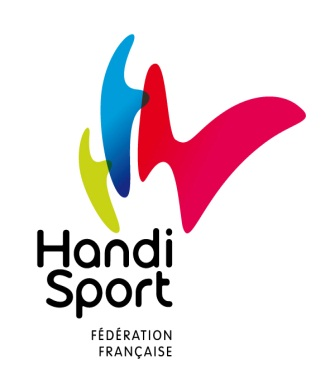 Handi
Sport
FÉDÉRATION
FRANÇAISE